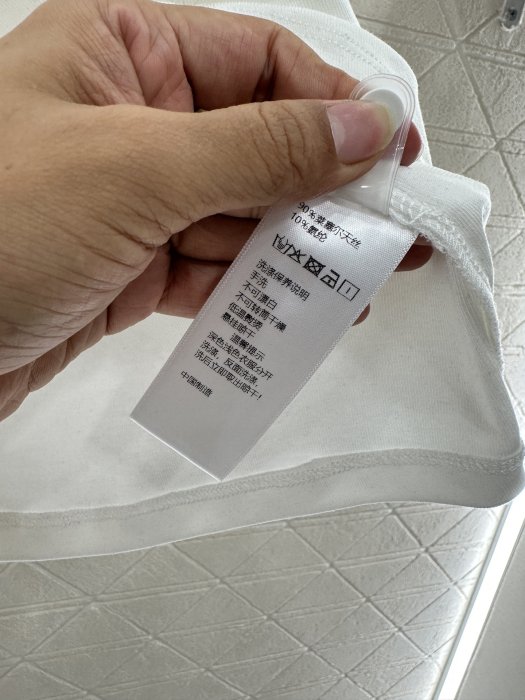 90%莱塞尔天丝
10%氨纶
洗涤保养说明
手洗
不可漂白
不可转笼干燥
低温熨烫
悬挂晾干
温馨提示
深色浅色衣服分开
洗涤，反面洗涤，
洗后立即取出晾干!
中国制造